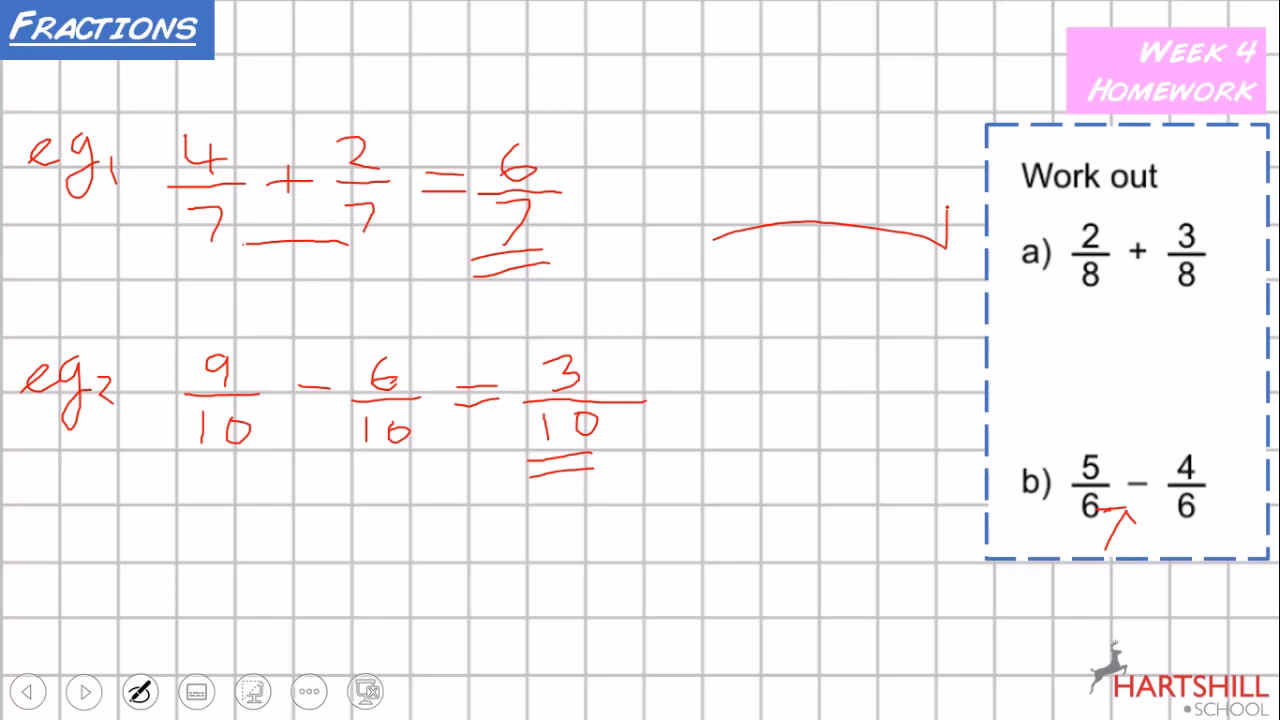 FRACTIONS
WEEK 4
HOMEWORK
eg1 4/7 + 2/7 = 6/7
eg2 9/10 - 6/10 = 3/10
Work out
a) 2/8 + 3/8
b) 5/6 – 4/6
HARTSHILL
•SCHOOL